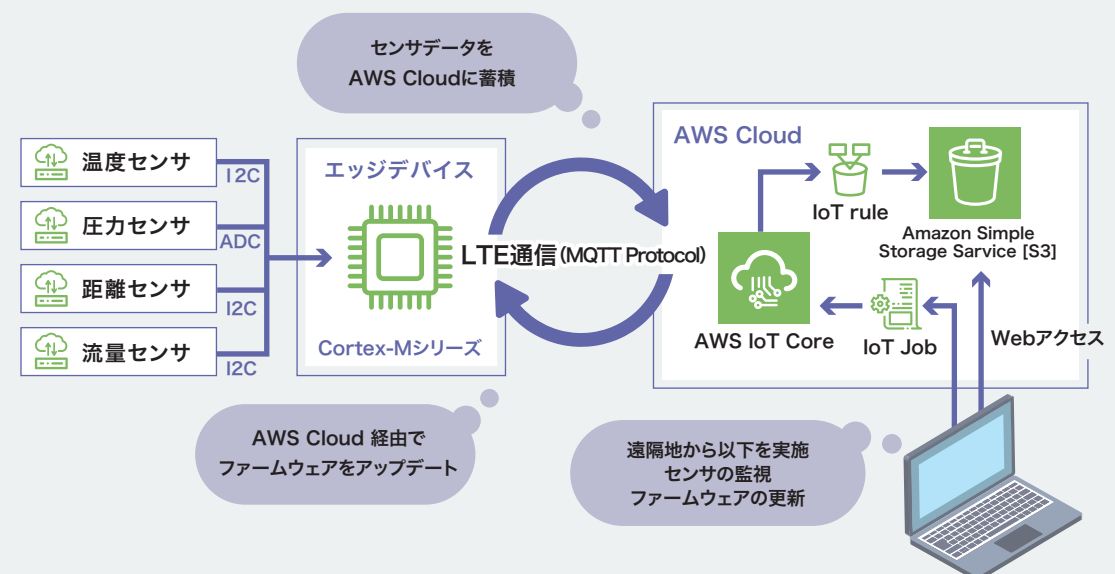 センサデータを
AWS Cloudに蓄積
温度センサ
I2C
圧力センサ
ADC
距離センサ
I2C
流量センサ
I2C
エッジデバイス
Cortex-Mシリーズ
LTE通信(MQTT Protocol)
AWS Cloud
IoT rule
Amazon Simple
Storage Sarvice [S3]
AWS IoT Core
IoT Job
Webアクセス
AWS Cloud 経由で
ファームウェアをアップデート
遠隔地から以下を実施
センサの監視
ファームウェアの更新